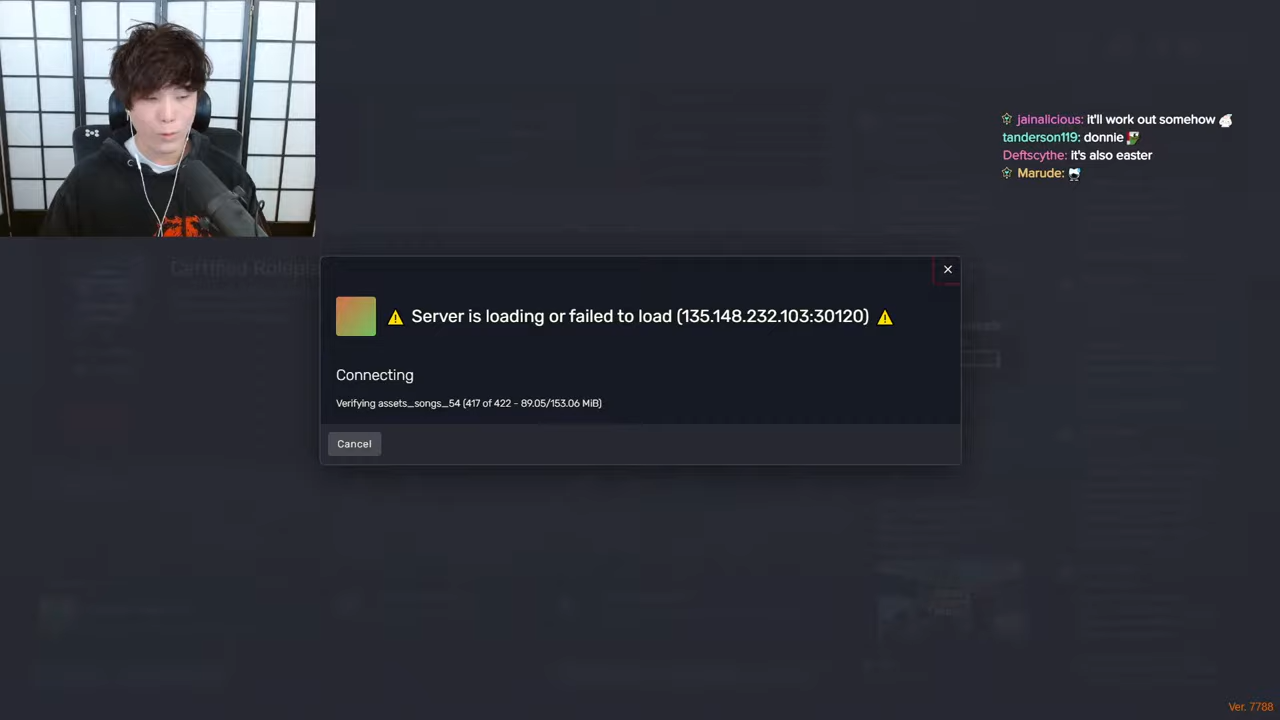 jainalicious: it'll work out somehow
tanderson119: donnie
Deftscythe: it's also easter
Marude:
Server is loading or failed to load (135.148.232.103:30120)
Connecting
Verifying assets_songs_54 (417 of 422 - 89.05/153.06 MiB)
Cancel
Ver. 7788